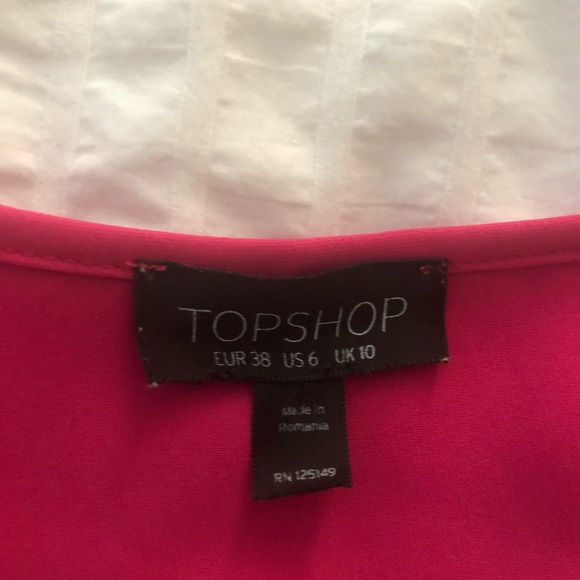 TOPSHOP
EUR 38 US 6 UK 10
Made in
Romania
RN 125149